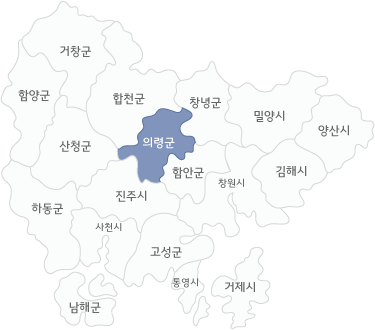 거창군
함양군
합천군
창녕군
밀양시
양산시
산청군
의령군
함안군
창원시
김해시
하동군
진주시
사천시
고성군
통영시
거제시
남해군